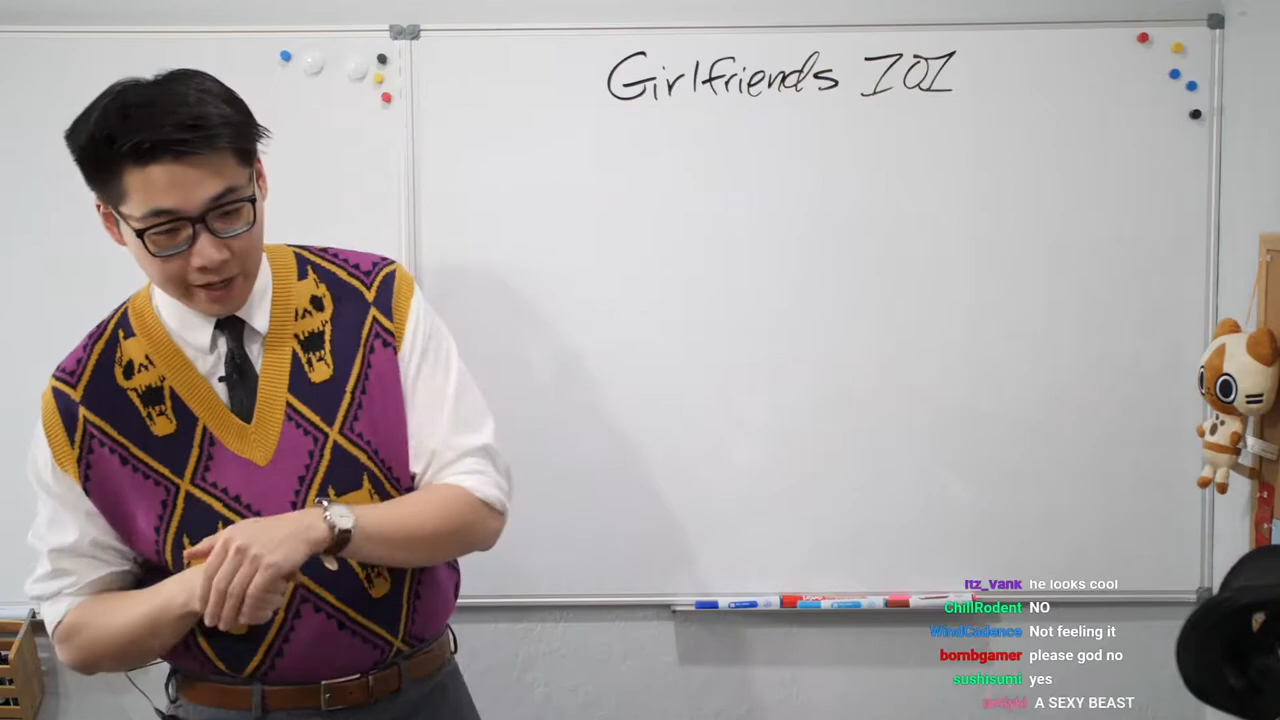 Girlfriends 101
Itz_Vank he looks cool
ChillRodent NO
WindCadence Not feeling it
bombgamer please god no
sushisumi yes
A SEXY BEAST